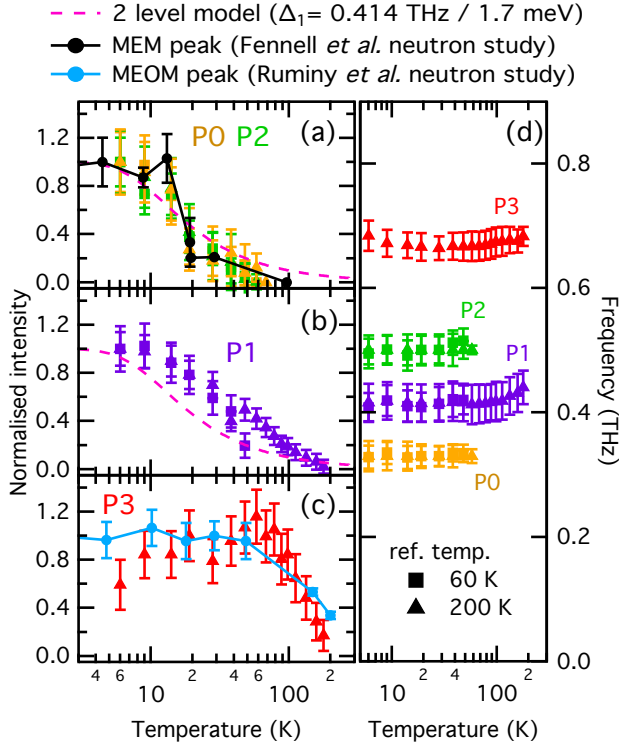 2 level model (Δ1= 0.414 THz / 1.7 meV)
MEM peak (Fennell et al. neutron study)
MEOM peak (Ruminy et al. neutron study)
(a)
P0 P2
1.2
0.8
0.4
0.0
(b)
P1
1.2
0.8
0.4
0.0
(c)
P3
1.2
0.8
0.4
0.0
Normalised intensity
4 6 10 2 4 6 100 2
Temperature (K)
(d)
P3
P2
P1
P0
ref. temp.
60 K
200 K
0.8
0.6
0.4
0.2
0.0
Frequency (THz)
10 2 4 100 2
Temperature (K)